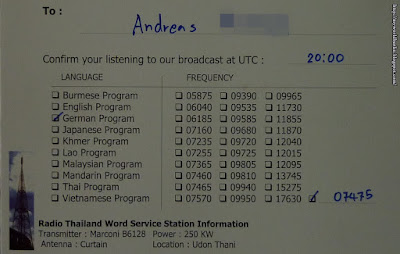 To :
Andreas
Confirm your listening to our broadcast at UTC : 20:00
LANGUAGE FREQUENCY
❑ Burmese Program ❑ 05875 ❑ 09390 ❑ 09965
❑ English Program ❑ 06040 ❑ 09535 ❑ 11730
☑ German Program ❑ 06185 ❑ 09585 ❑ 11855
❑ Japanese Program ❑ 07160 ❑ 09680 ❑ 11870
❑ Khmer Program ❑ 07235 ❑ 09720 ❑ 12040
❑ Lao Program ❑ 07255 ❑ 09725 ❑ 12015
❑ Malaysian Program ❑ 07365 ❑ 09805 ❑ 12095
❑ Mandarin Program ❑ 07460 ❑ 09810 ❑ 13745
❑ Thai Program ❑ 07465 ❑ 09940 ❑ 15275
❑ Vietnamese Program ❑ 07570 ❑ 09950 ❑ 17630 ☑ 07475
Radio Thailand Word Service Station Information
Transmitter : Marconi B6128 Power : 250 KW
Antenna : Curtain Location : Udon Thani